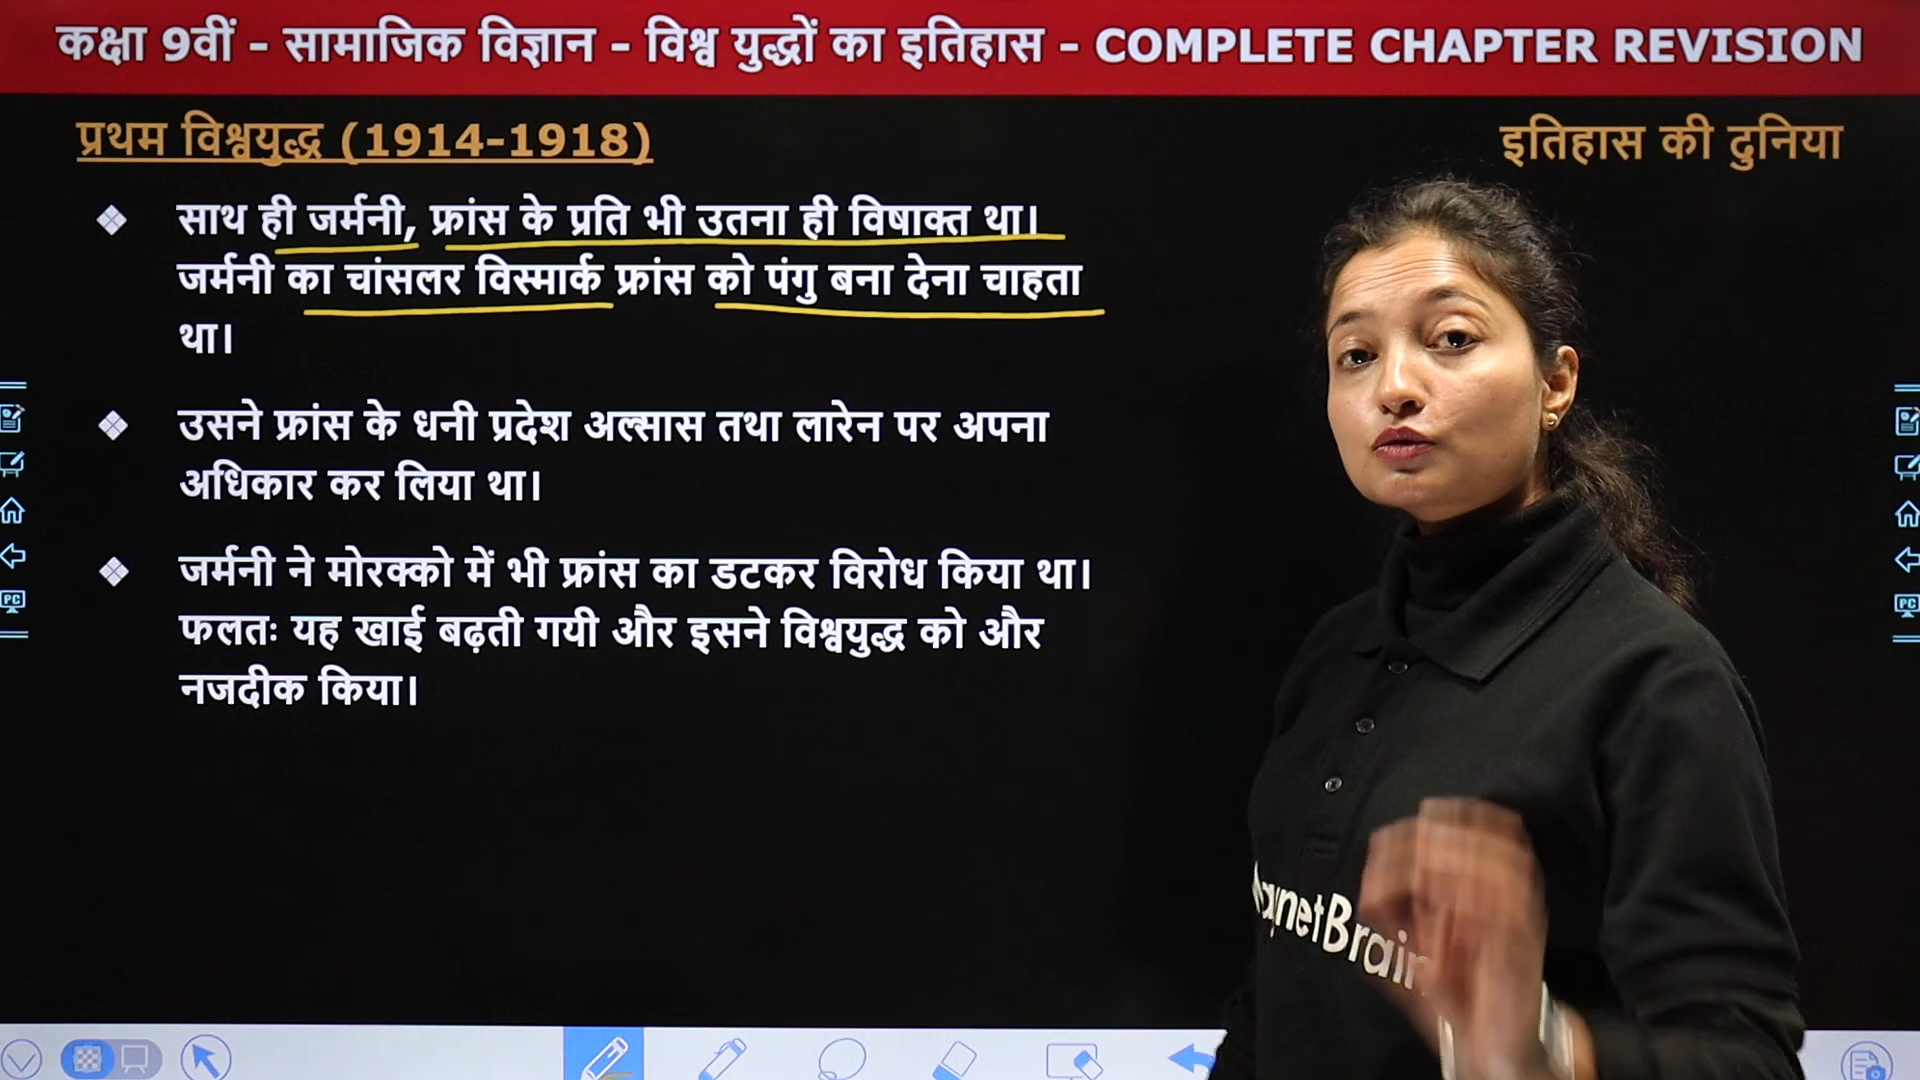 कक्षा 9वीं - सामाजिक विज्ञान - विश्व युद्धों का इतिहास - COMPLETE CHAPTER REVISION
प्रथम विश्वयुद्ध (1914-1918)
इतिहास की दुनिया
❖ साथ ही जर्मनी, फ्रांस के प्रति भी उतना ही विषाक्त था।
जर्मनी का चांसलर विस्मार्क फ्रांस को पंगु बना देना चाहता
था।
❖ उसने फ्रांस के धनी प्रदेश अल्सास तथा लारेन पर अपना
अधिकार कर लिया था।
❖ जर्मनी ने मोरक्को में भी फ्रांस का डटकर विरोध किया था।
फलतः यह खाई बढ़ती गयी और इसने विश्वयुद्ध को और
नजदीक किया।
PC
PC